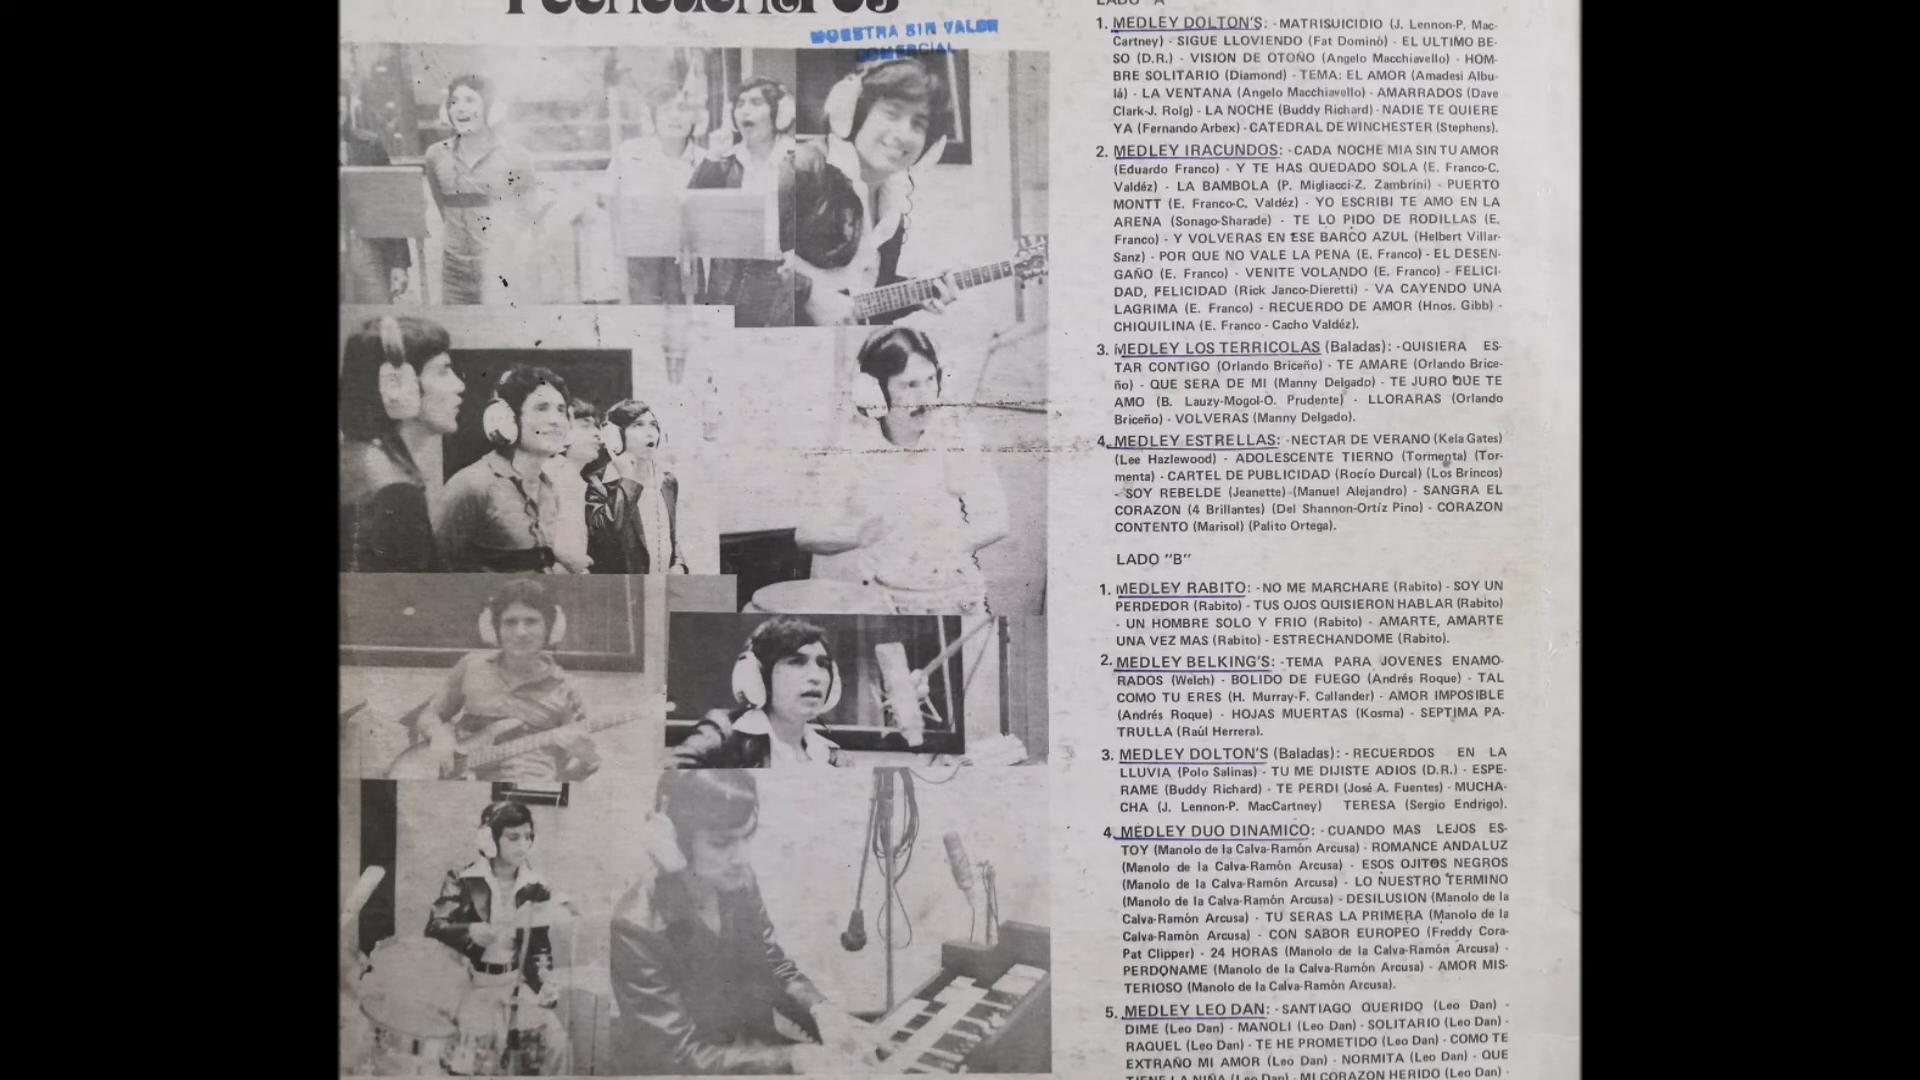 Reencuentros
MUESTRA SIN VALOR
COMERCIAL
LADO "A"
1. MEDLEY DOLTON'S: - MATRISUICIDIO (J. Lennon-P. Mac-
Cartney) - SIGUE LLOVIENDO (Fat Dominó) - EL ULTIMO BE-
SO (D.R.) - VISION DE OTOÑO (Angelo Macchiavello) - HOM-
BRE SOLITARIO (Diamond) - TEMA: EL AMOR (Amadesi Albu-
lá) - LA VENTANA (Angelo Macchiavello) - AMARRADOS (Dave
Clark-J. Roig) - LA NOCHE (Buddy Richard) - NADIE TE QUIERE
YA (Fernando Arbex) - CATEDRAL DE WINCHESTER (Stephens).
2. MEDLEY IRACUNDOS: - CADA NOCHE MIA SIN TU AMOR
(Eduardo Franco) - Y TE HAS QUEDADO SOLA (E. Franco-C.
Valdéz) - LA BAMBOLA (P. Migliacci-Z. Zambrini) - PUERTO
MONTT (E. Franco-C. Valdéz) - YO ESCRIBI TE AMO EN LA
ARENA (Sonago-Sharade) - TE LO PIDO DE RODILLAS (E.
Franco) - Y VOLVERAS EN ESE BARCO AZUL (Helbert Villar-
Sanz) - POR QUE NO VALE LA PENA (E. Franco) - EL DESEN-
GAÑO (E. Franco) - VENITE VOLANDO (E. Franco) - FELICI-
DAD, FELICIDAD (Rick Janco-Dieretti) - VA CAYENDO UNA
LAGRIMA (E. Franco) - RECUERDO DE AMOR (Hnos. Gibb) -
CHIQUILINA (E. Franco - Cacho Valdéz).
3. MEDLEY LOS TERRICOLAS (Baladas): - QUISIERA ES-
TAR CONTIGO (Orlando Briceño) - TE AMARE (Orlando Brice-
ño) - QUE SERA DE MI (Manny Delgado) - TE JURO QUE TE
AMO (B. Lauzy-Mogol-O. Prudente) - LLORARAS (Orlando
Briceño) - VOLVERAS (Manny Delgado).
4. MEDLEY ESTRELLAS: - NECTAR DE VERANO (Kela Gates)
(Lee Hazlewood) - ADOLESCENTE TIERNO (Tormenta) (Tor-
menta) - CARTEL DE PUBLICIDAD (Rocío Durcal) (Los Brincos)
- SOY REBELDE (Jeanette) (Manuel Alejandro) - SANGRA EL
CORAZON (4 Brillantes) (Del Shannon-Ortíz Pino) - CORAZON
CONTENTO (Marisol) (Palito Ortega).
LADO "B"
1. MEDLEY RABITO: - NO ME MARCHARE (Rabito) - SOY UN
PERDEDOR (Rabito) - TUS OJOS QUISIERON HABLAR (Rabito)
- UN HOMBRE SOLO Y FRIO (Rabito) - AMARTE, AMARTE
UNA VEZ MAS (Rabito) - ESTRECHANDOME (Rabito).
2. MEDLEY BELKING'S: - TEMA PARA JOVENES ENAMO-
RADOS (Welch) - BOLIDO DE FUEGO (Andrés Roque) - TAL
COMO TU ERES (H. Murray-F. Callander) - AMOR IMPOSIBLE
(Andrés Roque) - HOJAS MUERTAS (Kosma) - SEPTIMA PA-
TRULLA (Raúl Herrera).
3. MEDLEY DOLTON'S (Baladas): - RECUERDOS EN LA
LLUVIA (Polo Salinas) - TU ME DIJISTE ADIOS (D.R.) - ESPE-
RAME (Buddy Richard) - TE PERDI (José A. Fuentes) - MUCHA-
CHA (J. Lennon-P. MacCartney) TERESA (Sergio Endrigo).
4. MEDLEY DUO DINAMICO: - CUANDO MAS LEJOS ES-
TOY (Manolo de la Calva-Ramón Arcusa) - ROMANCE ANDALUZ
(Manolo de la Calva-Ramón Arcusa) - ESOS OJITOS NEGROS
(Manolo de la Calva-Ramón Arcusa) - LO NUESTRO TERMINO
(Manolo de la Calva-Ramón Arcusa) - DESILUSION (Manolo de la
Calva-Ramón Arcusa) - TU SERAS LA PRIMERA (Manolo de la
Calva-Ramón Arcusa) - CON SABOR EUROPEO (Freddy Cora-
Pat Clipper) - 24 HORAS (Manolo de la Calva-Ramón Arcusa) -
PERDONAME (Manolo de la Calva-Ramón Arcusa) - AMOR MIS-
TERIOSO (Manolo de la Calva-Ramón Arcusa).
5. MEDLEY LEO DAN: - SANTIAGO QUERIDO (Leo Dan) -
DIME (Leo Dan) - MANOLI (Leo Dan) - SOLITARIO (Leo Dan) -
RAQUEL (Leo Dan) - TE HE PROMETIDO (Leo Dan) - COMO TE
EXTRAÑO MI AMOR (Leo Dan) - NORMITA (Leo Dan) - QUE
TIENE LA NIÑA (Leo Dan) - MI CORAZON HERIDO (Leo Dan) -